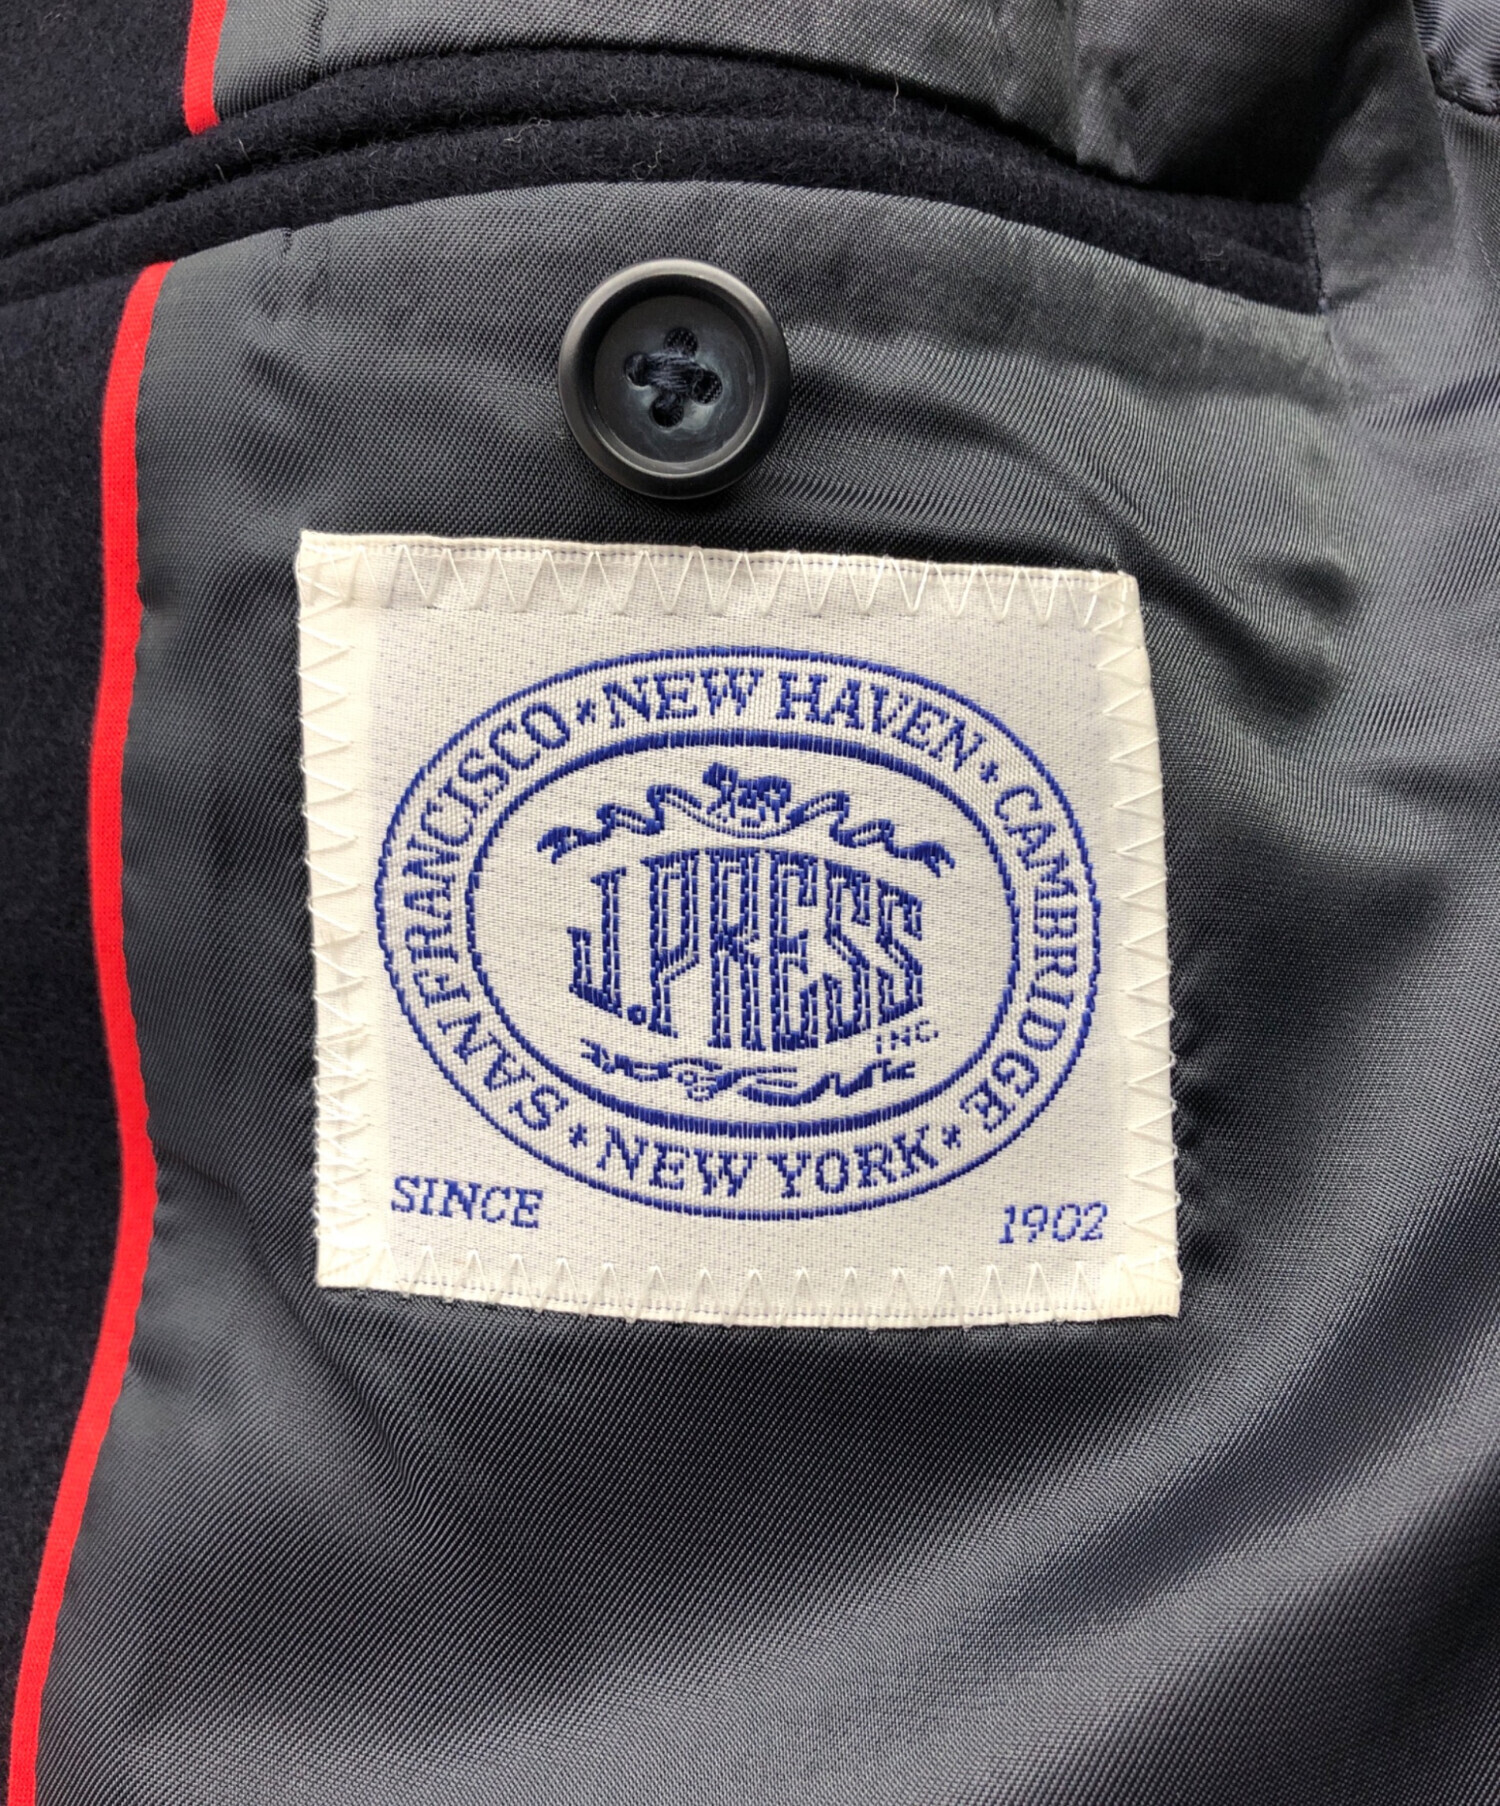 SAN FRANCISCO * NEW HAVEN * CAMBRIDGE * NEW YORK *
J.PRESS
INC.
SINCE 1902